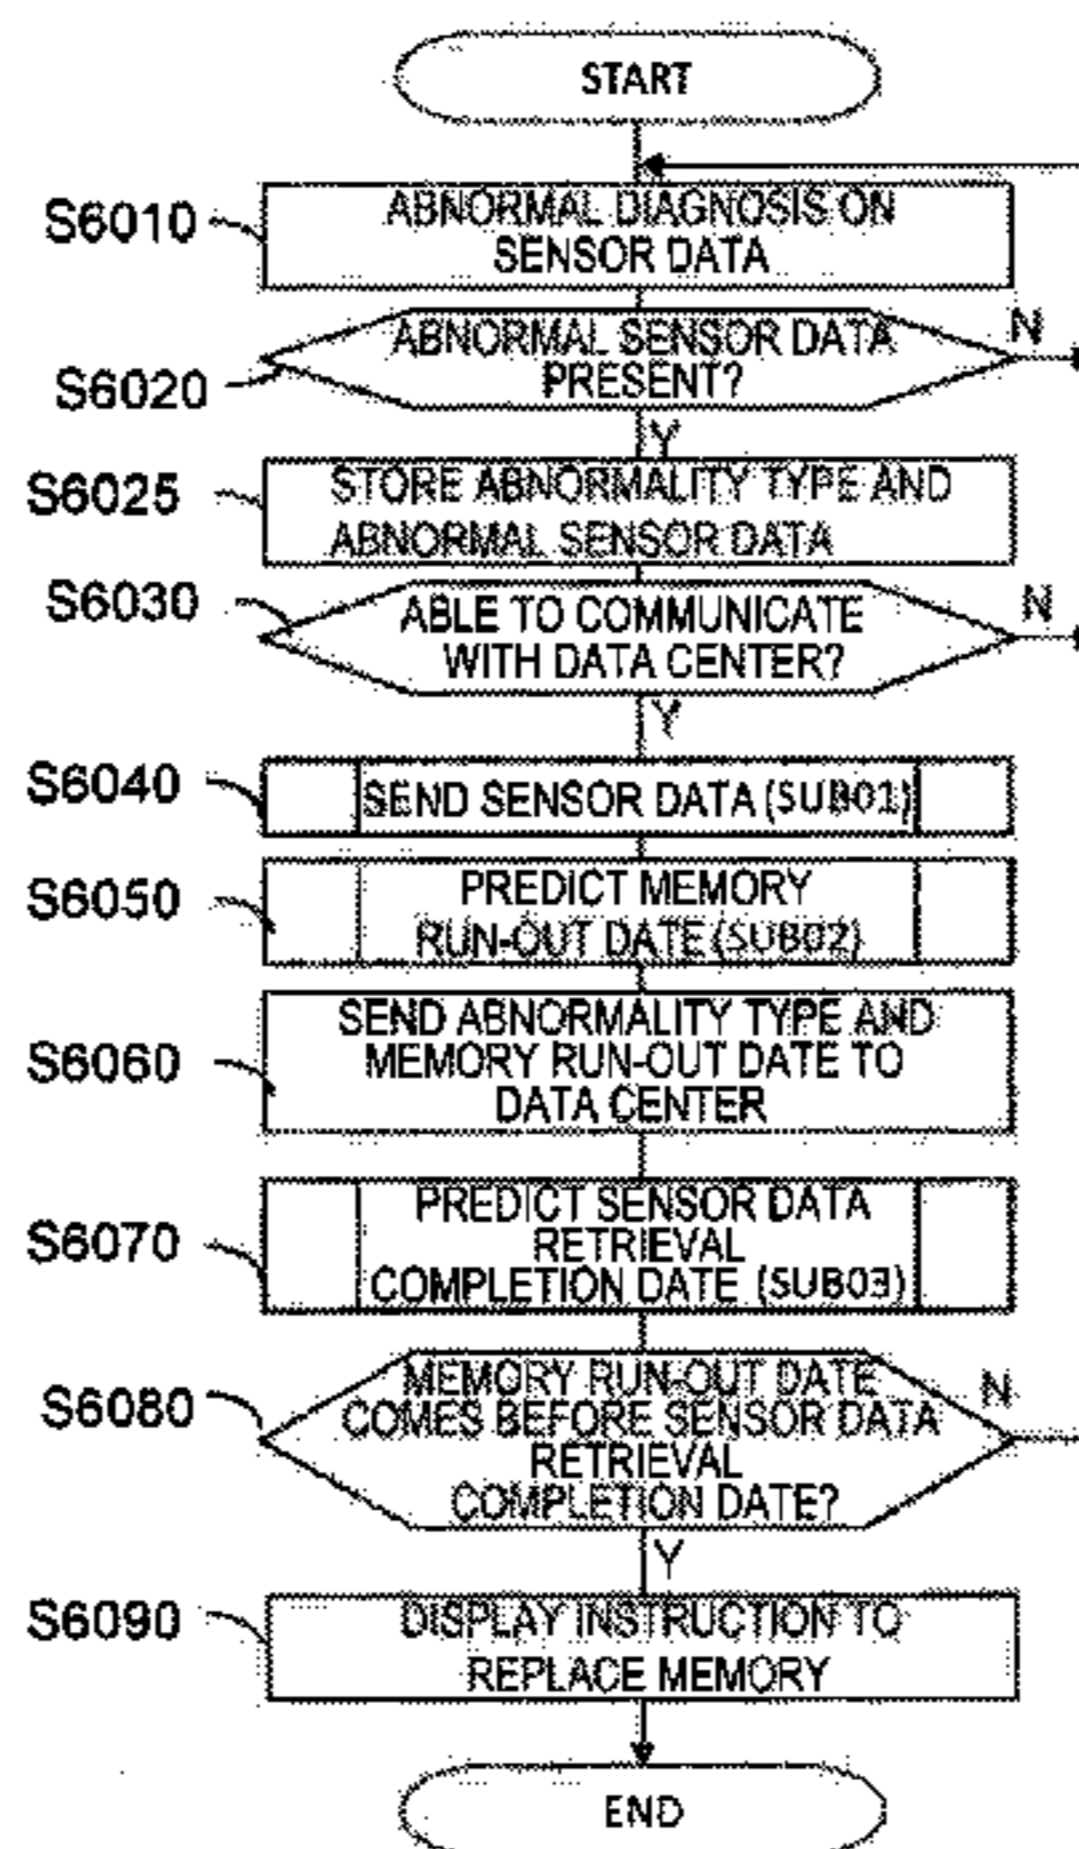 START
S6010
ABNORMAL DIAGNOSIS ON
SENSOR DATA
S6020
ABNORMAL SENSOR DATA
PRESENT?
N
Y
S6025
STORE ABNORMALITY TYPE AND
ABNORMAL SENSOR DATA
S6030
ABLE TO COMMUNICATE
WITH DATA CENTER?
N
Y
S6040
SEND SENSOR DATA (SUB01)
S6050
PREDICT MEMORY
RUN-OUT DATE (SUB02)
S6060
SEND ABNORMALITY TYPE AND
MEMORY RUN-OUT DATE TO
DATA CENTER
S6070
PREDICT SENSOR DATA
RETRIEVAL
COMPLETION DATE (SUB03)
S6080
MEMORY RUN-OUT DATE
COMES BEFORE SENSOR DATA
RETRIEVAL
COMPLETION DATE?
N
Y
S6090
DISPLAY INSTRUCTION TO
REPLACE MEMORY
END